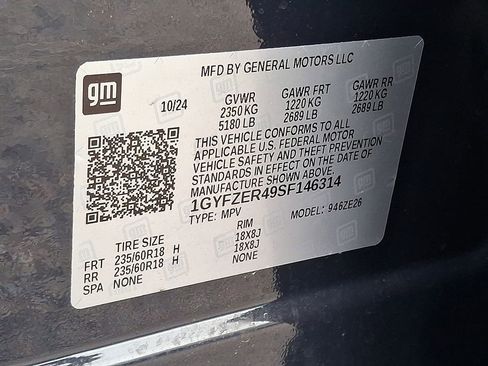 gm
MFD BY GENERAL MOTORS LLC
10/24 GVWR GAWR FRT GAWR RR
2350 KG 1220 KG 1220 KG
5180 LB 2689 LB 2689 LB
THIS VEHICLE CONFORMS TO ALL
APPLICABLE U.S. FEDERAL MOTOR
VEHICLE SAFETY AND THEFT PREVENTION
STANDARDS IN EFFECT ON THE DATE OF
1GYFZER49SF146314
TYPE: MPV MODEL: 946ZE26
TIRE SIZE RIM
FRT 235/60R18 H 18X8J
RR 235/60R18 H 18X8J
SPA NONE NONE